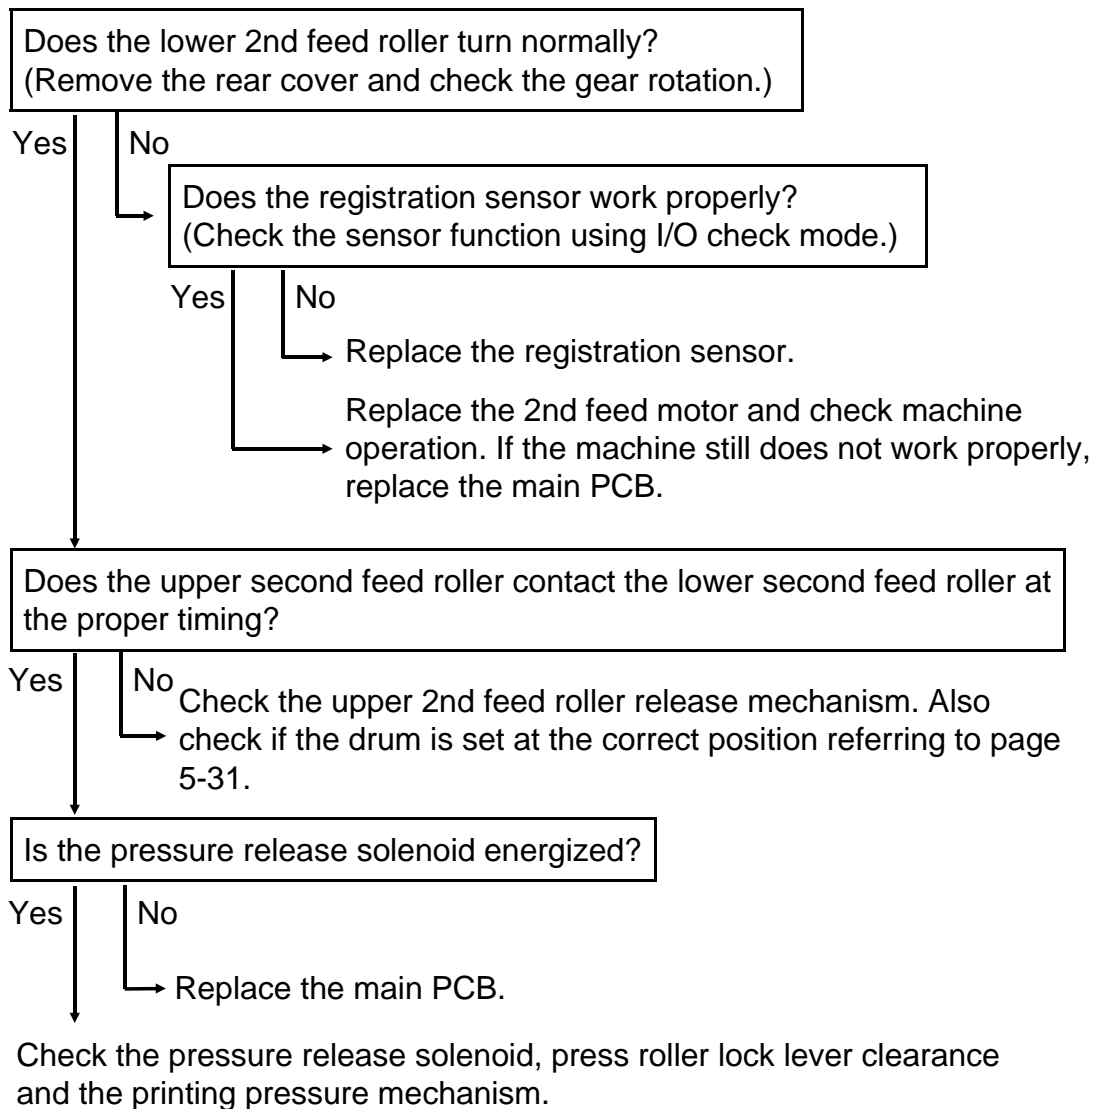 Does the lower 2nd feed roller turn normally?
(Remove the rear cover and check the gear rotation.)
Yes
No
Does the registration sensor work properly?
(Check the sensor function using I/O check mode.)
Yes
No
Replace the registration sensor.
Replace the 2nd feed motor and check machine
operation. If the machine still does not work properly,
replace the main PCB.
Does the upper second feed roller contact the lower second feed roller at
the proper timing?
Yes
No
Check the upper 2nd feed roller release mechanism. Also
check if the drum is set at the correct position referring to page
5-31.
Is the pressure release solenoid energized?
Yes
No
Replace the main PCB.
Check the pressure release solenoid, press roller lock lever clearance
and the printing pressure mechanism.